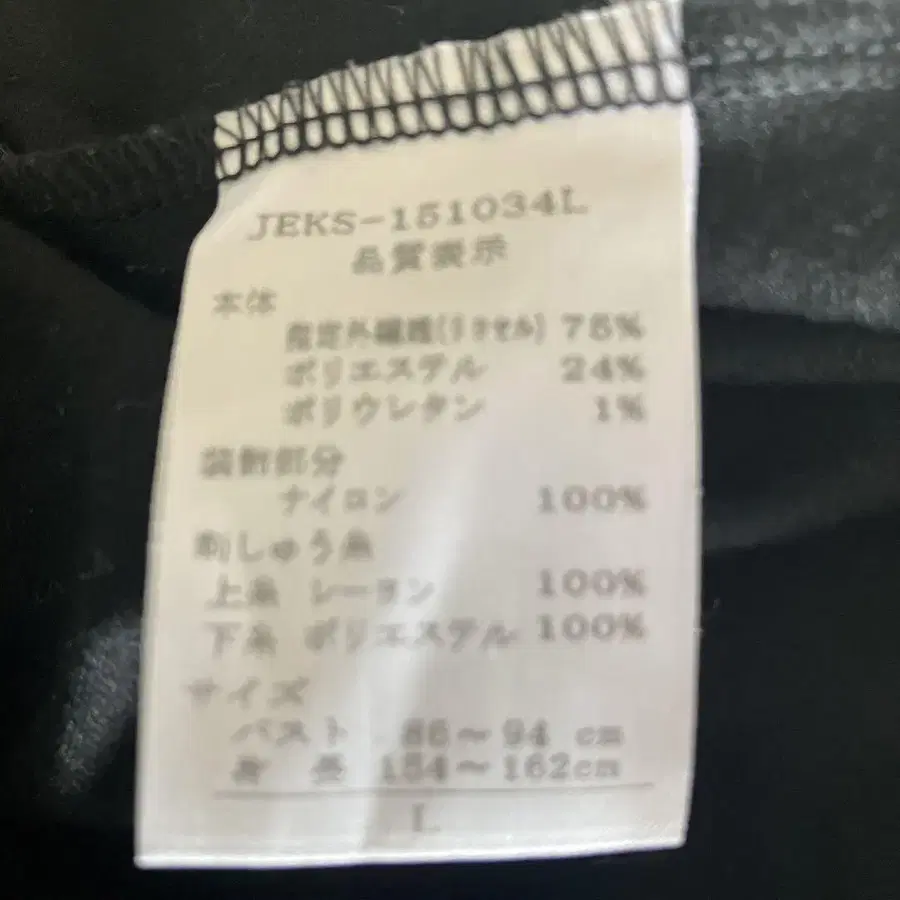 JEKS-151034L
品質表示
本体
指定外繊維(リヨセル) 75%
ポリエステル 24%
ポリウレタン 1%
装飾部分
ナイロン 100%
刺しゅう糸
上糸 レーヨン 100%
下糸 ポリエステル 100%
サイズ
バスト 86～94 cm
身 長 154～162cm
L